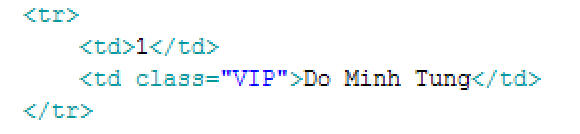 <tr>
<td>1</td>
<td class="VIP">Do Minh Tung</td>
</tr>